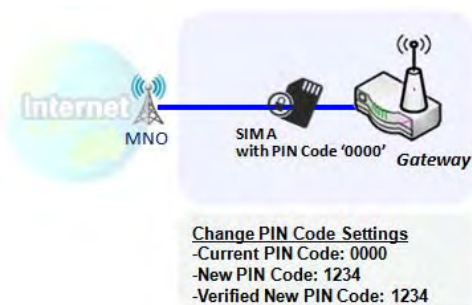 Internet
MNO
SIM A
with PIN Code ‘0000’
Gateway
Change PIN Code Settings
-Current PIN Code: 0000
-New PIN Code: 1234
-Verified New PIN Code: 1234